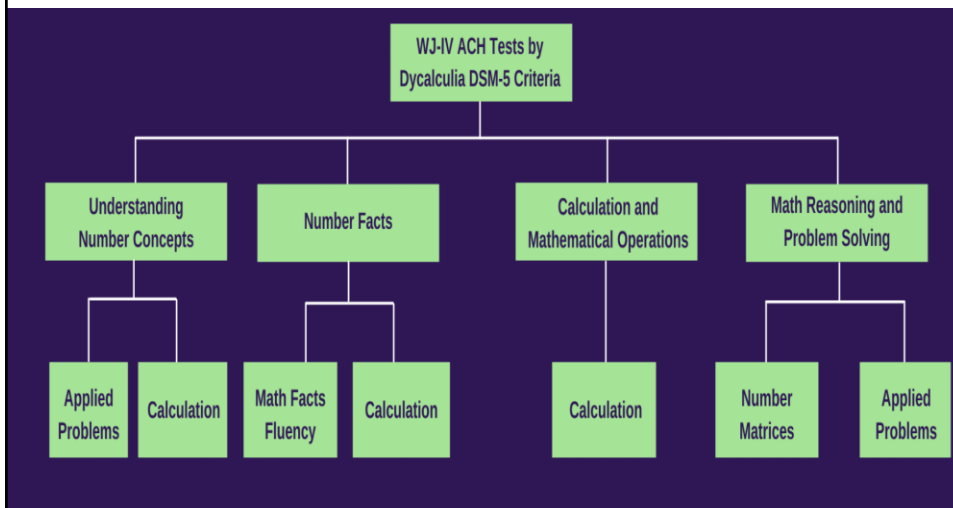 WJ-IV ACH Tests by
Dycalculia DSM-5 Criteria
Understanding
Number Concepts
Number Facts
Calculation and
Mathematical Operations
Math Reasoning and
Problem Solving
Applied
Problems
Calculation
Math Facts
Fluency
Calculation
Calculation
Number
Matrices
Applied
Problems